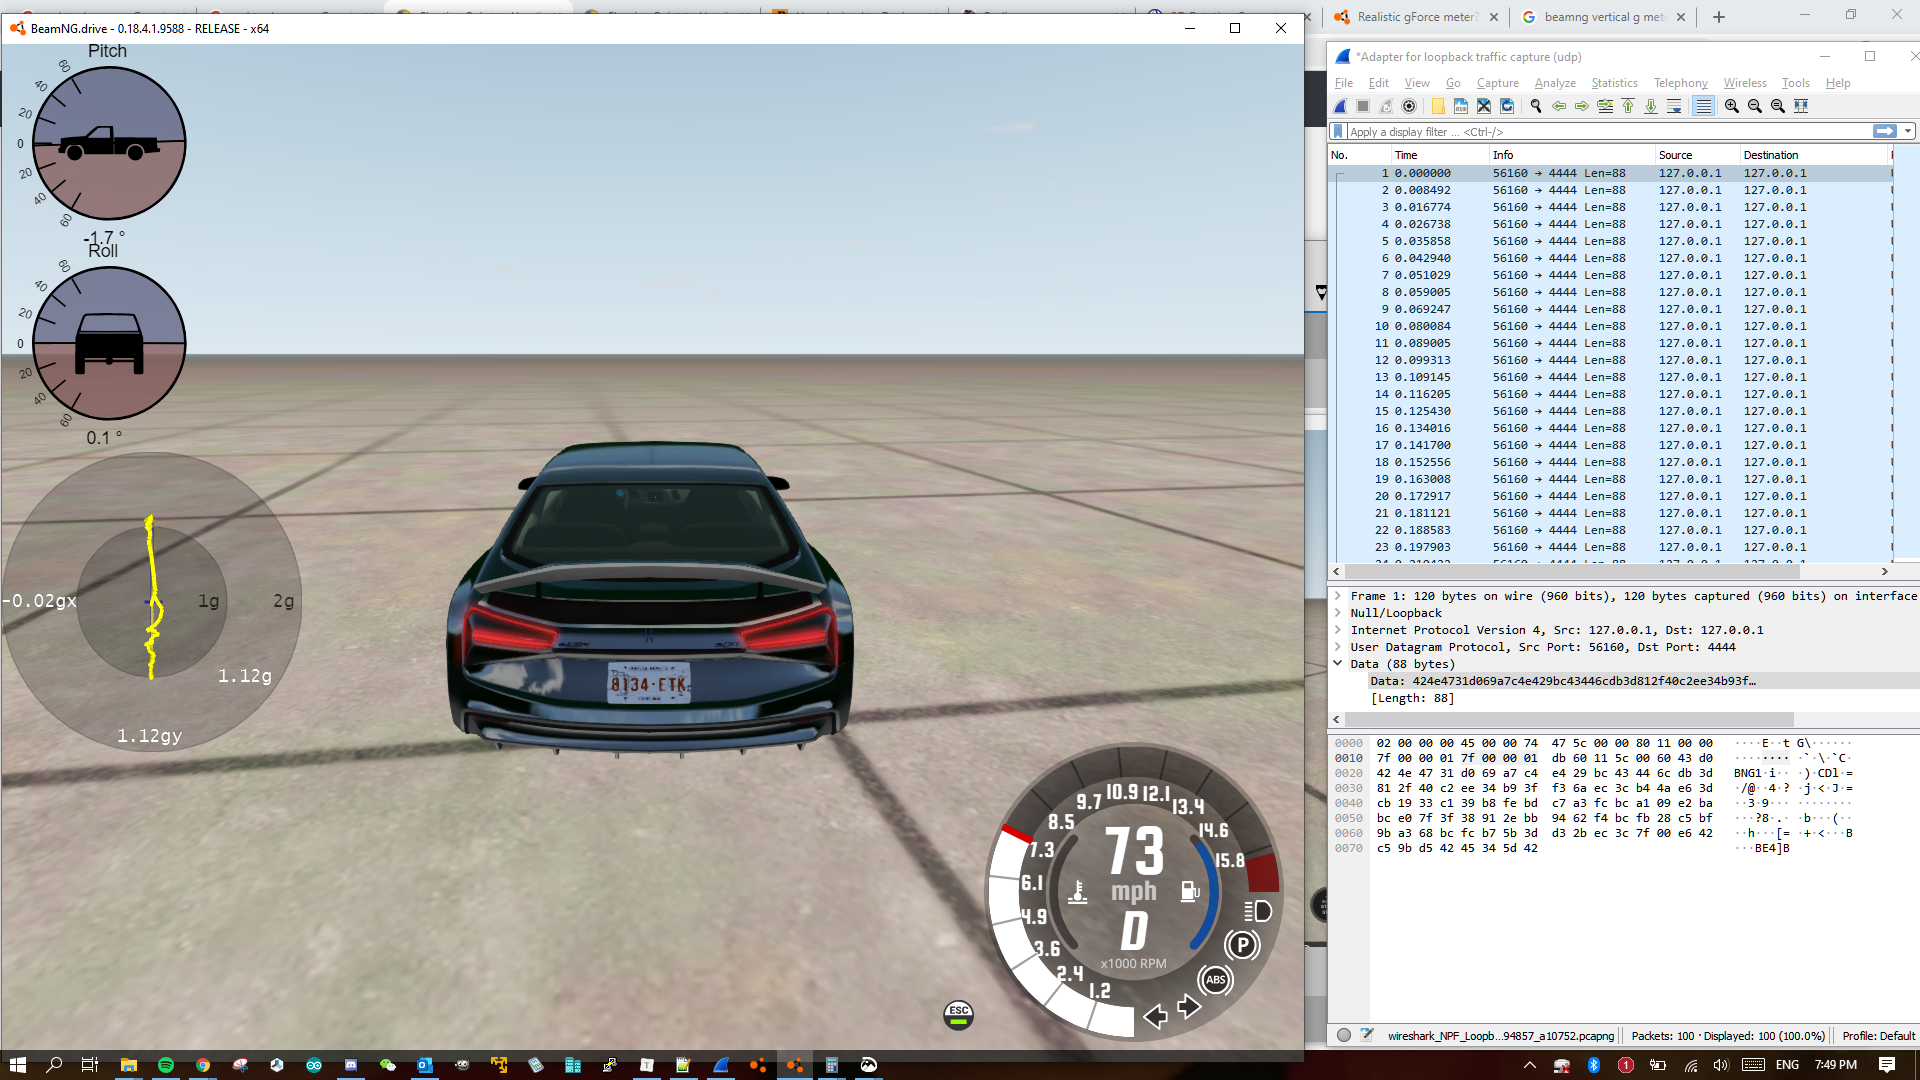 BeamNG.drive - 0.18.4.1.9588 - RELEASE - x64
Realistic gForce meter?
beamng vertical g mete
Pitch
60
40
20
0
20
40
60
-1.7 °
Roll
60
40
20
0
20
40
60
0.1 °
-0.02gx
1g
2g
1.12g
1.12gy
8134-ETK
1.2
2.4
3.6
4.9
6.1
7.3
8.5
9.7
10.9
12.1
13.4
14.6
15.8
73
mph
D
x1000 RPM
P
ABS
ESC
*Adapter for loopback traffic capture (udp)
File Edit View Go Capture Analyze Statistics Telephony Wireless Tools Help
Apply a display filter ... <Ctrl-/>
No. Time Info Source Destination
1 0.000000 56160 → 4444 Len=88 127.0.0.1 127.0.0.1
2 0.008492 56160 → 4444 Len=88 127.0.0.1 127.0.0.1
3 0.016774 56160 → 4444 Len=88 127.0.0.1 127.0.0.1
4 0.026738 56160 → 4444 Len=88 127.0.0.1 127.0.0.1
5 0.035858 56160 → 4444 Len=88 127.0.0.1 127.0.0.1
6 0.042940 56160 → 4444 Len=88 127.0.0.1 127.0.0.1
7 0.051029 56160 → 4444 Len=88 127.0.0.1 127.0.0.1
8 0.059005 56160 → 4444 Len=88 127.0.0.1 127.0.0.1
9 0.069247 56160 → 4444 Len=88 127.0.0.1 127.0.0.1
10 0.080084 56160 → 4444 Len=88 127.0.0.1 127.0.0.1
11 0.089005 56160 → 4444 Len=88 127.0.0.1 127.0.0.1
12 0.099313 56160 → 4444 Len=88 127.0.0.1 127.0.0.1
13 0.109145 56160 → 4444 Len=88 127.0.0.1 127.0.0.1
14 0.116205 56160 → 4444 Len=88 127.0.0.1 127.0.0.1
15 0.125430 56160 → 4444 Len=88 127.0.0.1 127.0.0.1
16 0.134016 56160 → 4444 Len=88 127.0.0.1 127.0.0.1
17 0.141700 56160 → 4444 Len=88 127.0.0.1 127.0.0.1
18 0.152556 56160 → 4444 Len=88 127.0.0.1 127.0.0.1
19 0.163008 56160 → 4444 Len=88 127.0.0.1 127.0.0.1
20 0.172917 56160 → 4444 Len=88 127.0.0.1 127.0.0.1
21 0.181121 56160 → 4444 Len=88 127.0.0.1 127.0.0.1
22 0.188583 56160 → 4444 Len=88 127.0.0.1 127.0.0.1
23 0.197903 56160 → 4444 Len=88 127.0.0.1 127.0.0.1
Frame 1: 120 bytes on wire (960 bits), 120 bytes captured (960 bits) on interface
Null/Loopback
Internet Protocol Version 4, Src: 127.0.0.1, Dst: 127.0.0.1
User Datagram Protocol, Src Port: 56160, Dst Port: 4444
Data (88 bytes)
Data: 424e4731d069a7c4e429bc43446cdb3d812f40c2ee34b93f…
[Length: 88]
0000 02 00 00 00 45 00 00 74 47 5c 00 00 80 11 00 00 ····E··t G\······
0010 7f 00 00 01 7f 00 00 01 db 60 11 5c 00 60 43 d0 ········ ·`·\·`C·
0020 42 4e 47 31 d0 69 a7 c4 e4 29 bc 43 44 6c db 3d BNG1·i·· ·)·CDl·=
0030 81 2f 40 c2 ee 34 b9 3f f3 6a ec 3c b4 4a e6 3d ·/@··4·? ·j·<·J·=
0040 cb 19 33 c1 39 b8 fe bd c7 a3 fc bc a1 09 e2 ba ··3·9··· ········
0050 bc e0 7f 3f 38 91 2e bb 94 62 f4 bc fb 28 c5 bf ···?8·.· ·b···(··
0060 9b a3 68 bc fc b7 5b 3d d3 2b ec 3c 7f 00 e6 42 ··h···[= ·+·<···B
0070 c5 9b d5 42 45 34 5d 42 ···BE4]B
wireshark_NPF_Loopb...94857_a10752.pcapng Packets: 100 · Displayed: 100 (100.0%) Profile: Default
ENG 7:49 PM